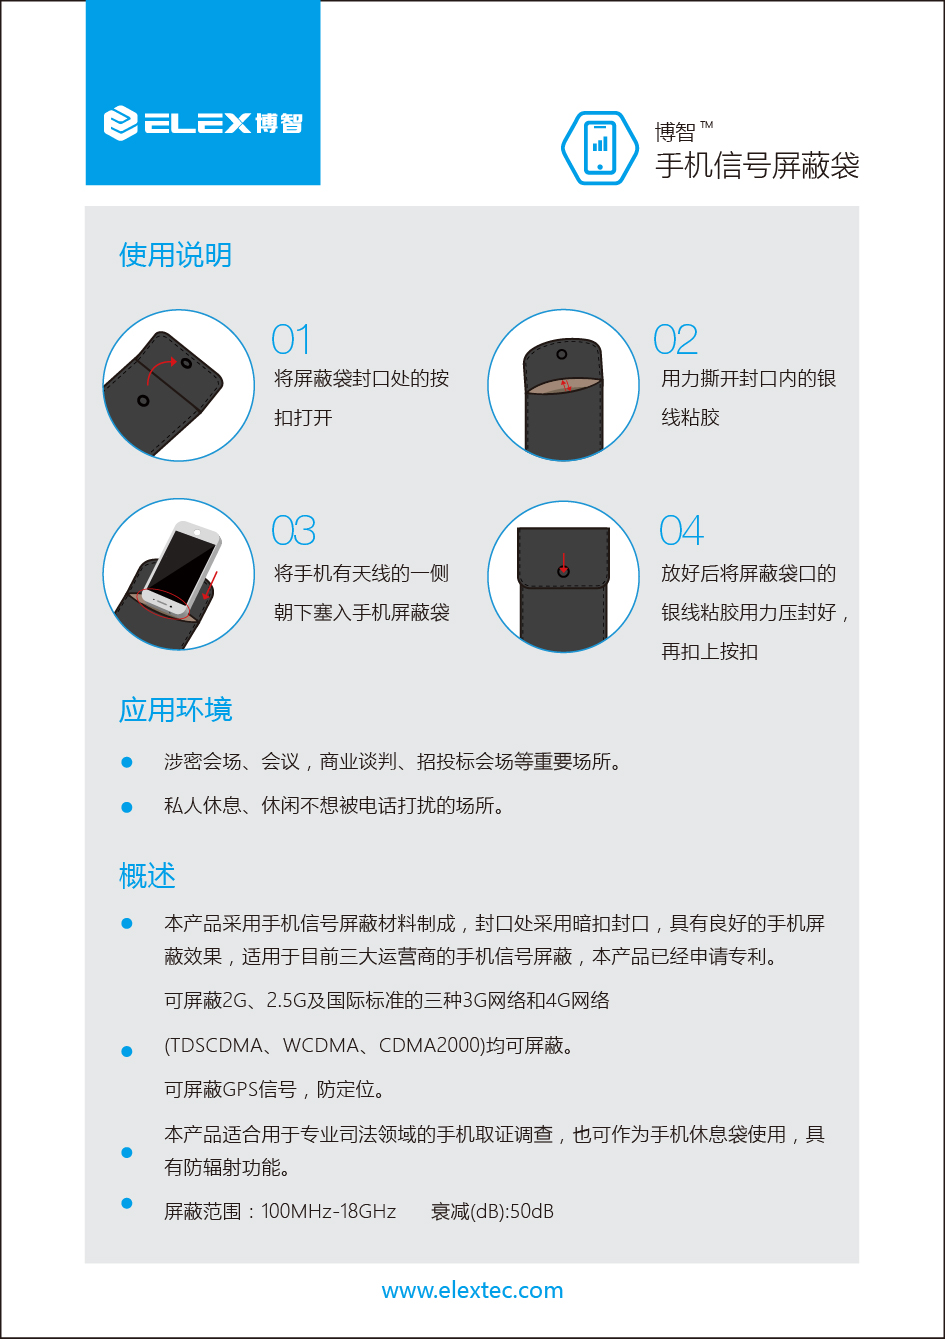 ELEX博智
博智™
手机信号屏蔽袋
使用说明
01
将屏蔽袋封口处的按
扣打开
02
用力撕开封口内的银
线粘胶
03
将手机有天线的一侧
朝下塞入手机屏蔽袋
04
放好后将屏蔽袋口的
银线粘胶用力压封好，
再扣上按扣
应用环境
涉密会场、会议，商业谈判、招投标会场等重要场所。
私人休息、休闲不想被电话打扰的场所。
概述
本产品采用手机信号屏蔽材料制成，封口处采用暗扣封口，具有良好的手机屏
蔽效果，适用于目前三大运营商的手机信号屏蔽，本产品已经申请专利。
可屏蔽2G、2.5G及国际标准的三种3G网络和4G网络
(TDSCDMA、WCDMA、CDMA2000)均可屏蔽。
可屏蔽GPS信号，防定位。
本产品适合用于专业司法领域的手机取证调查，也可作为手机休息袋使用，具
有防辐射功能。
屏蔽范围：100MHz-18GHz 衰减(dB):50dB
www.elextec.com